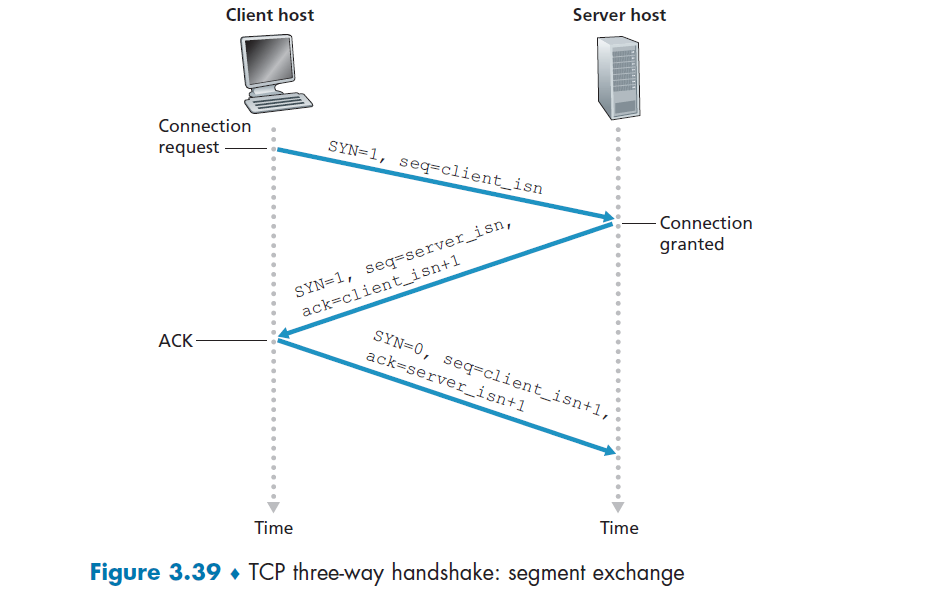 Client host
Server host
Connection
request
SYN=1, seq=client_isn
Connection
granted
SYN=1, seq=server_isn,
ack=client_isn+1
ACK
SYN=0, seq=client_isn+1,
ack=server_isn+1
Time
Time
Figure 3.39 ♦ TCP three-way handshake: segment exchange